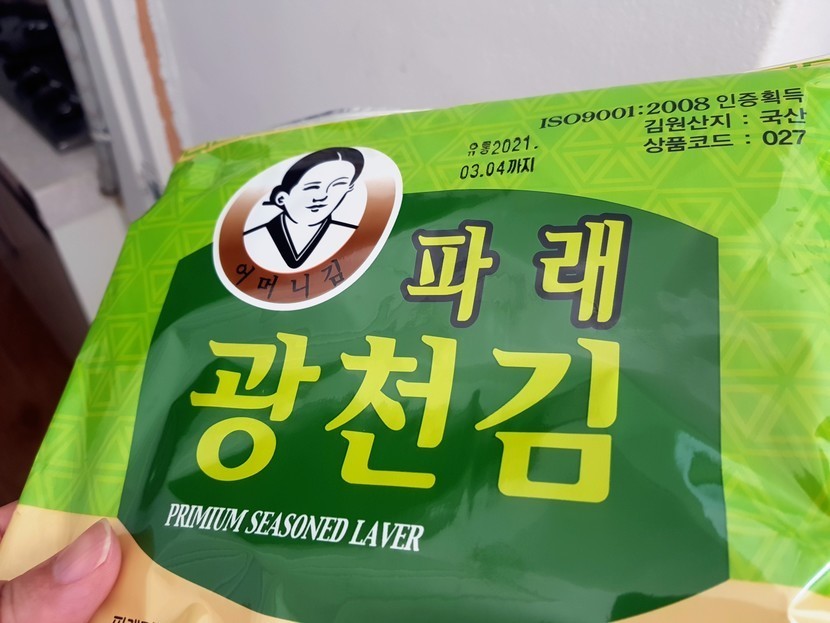 ISO9001:2008 인증획득
김원산지 : 국산
상품코드 : 027
유통2021.
03.04까지
어머니김
파래
광천김
PRIMIUM SEASONED LAVER